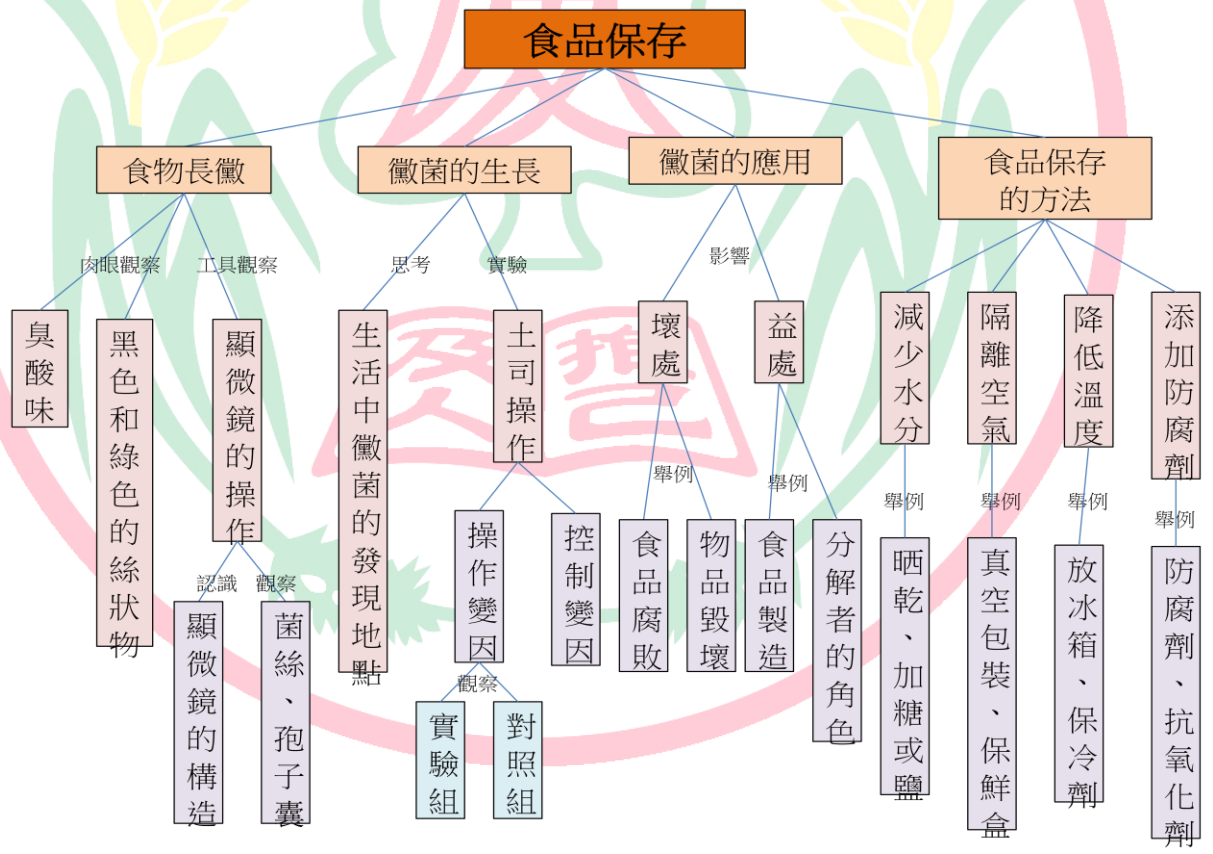 食品保存
食物長黴
黴菌的生長
黴菌的應用
食品保存
的方法
肉眼觀察
工具觀察
思考
實驗
影響
臭酸味
黑色和綠色的絲狀物
顯微鏡的操作
生活中黴菌的發現地點
土司操作
壞處
益處
減少水分
隔離空氣
降低溫度
添加防腐劑
認識
觀察
舉例
舉例
舉例
舉例
舉例
舉例
顯微鏡的構造
菌絲、孢子囊
操作變因
控制變因
食品腐敗
物品毀壞
食品製造
分解者的角色
晒乾、加糖或鹽
真空包裝、保鮮盒
放冰箱、保冷劑
防腐劑、抗氧化劑
觀察
實驗組
對照組
及人
推己